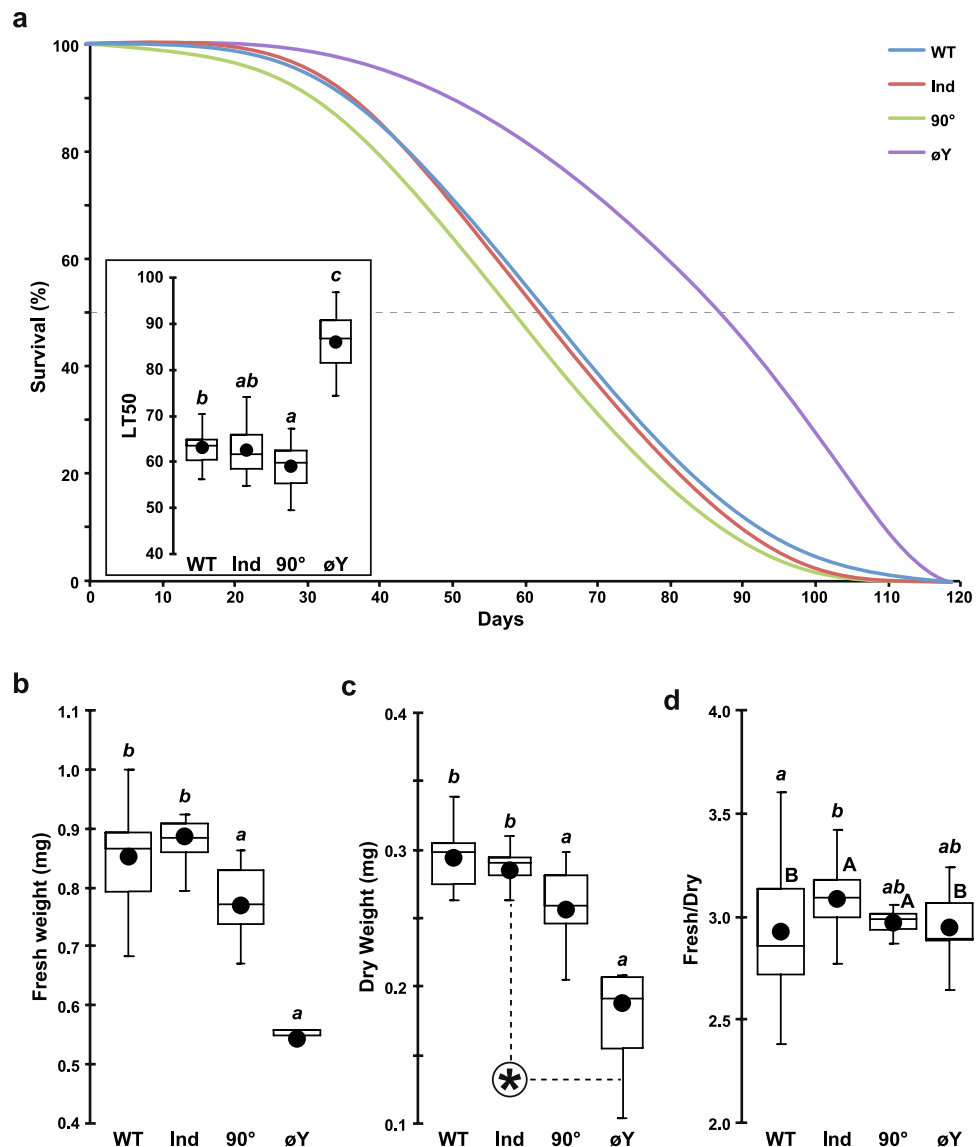 a
100
80
60
40
20
0
Survival (%)
WT
Ind
90°
øY
0 10 20 30 40 50 60 70 80 90 100 110 120
Days
LT50
100
90
80
70
60
50
40
b ab a c
WT Ind 90° øY
b
Fresh weight (mg)
1.1
1.0
0.9
0.8
0.7
0.6
0.5
0.4
b b a a
WT Ind 90° øY
c
Dry Weight (mg)
0.4
0.3
0.2
0.1
b b a a
*
WT Ind 90° øY
d
Fresh/Dry
4.0
3.5
3.0
2.5
2.0
a b ab ab
B A A B
WT Ind 90° øY